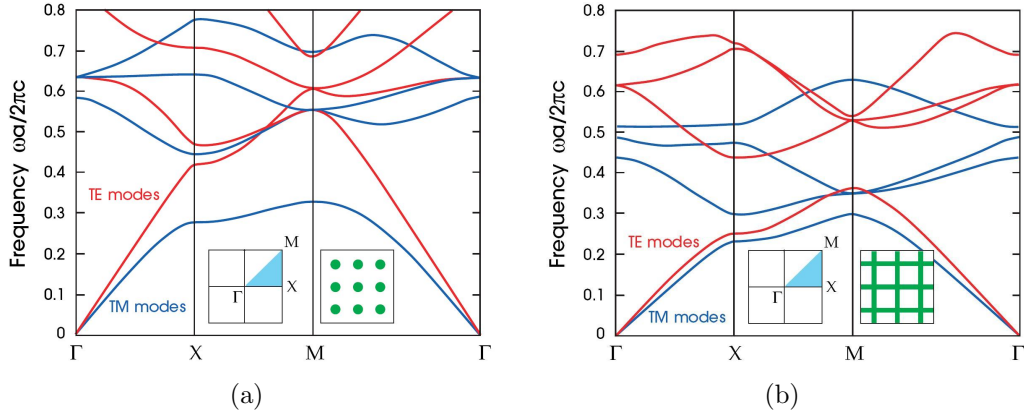 0.8
0.7
0.6
0.5
0.4
0.3
0.2
0.1
0
Frequency ωa/2πc
TE modes
TM modes
M
Γ
X
Γ
X
M
Γ
(a)
0.8
0.7
0.6
0.5
0.4
0.3
0.2
0.1
0
Frequency ωa/2πc
TE modes
TM modes
M
Γ
X
Γ
X
M
Γ
(b)